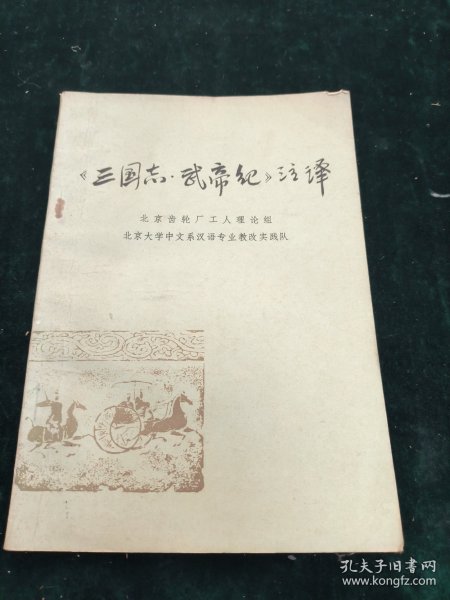 《三国志·武帝纪》注译
北京齿轮厂工人理论组
北京大学中文系汉语专业教改实践队
孔夫子旧书网
www.kongfz.com